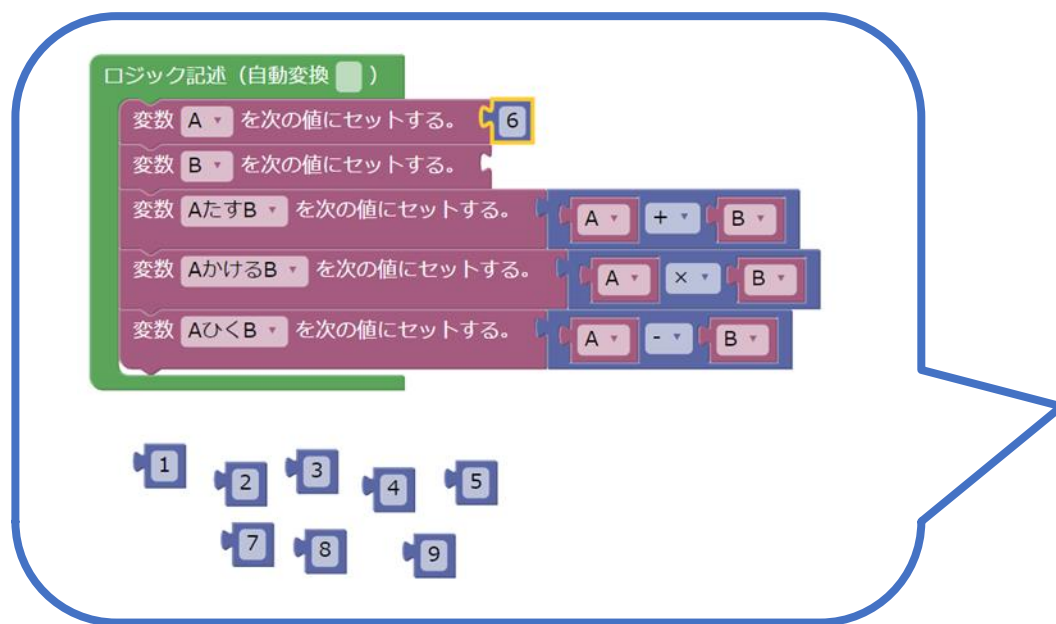 ロジック記述（自動変換 ）
変数 A を次の値にセットする。 6
変数 B を次の値にセットする。
変数 AたすB を次の値にセットする。 A + B
変数 AかけるB を次の値にセットする。 A × B
変数 AひくB を次の値にセットする。 A - B
1 2 3 4 5
7 8 9